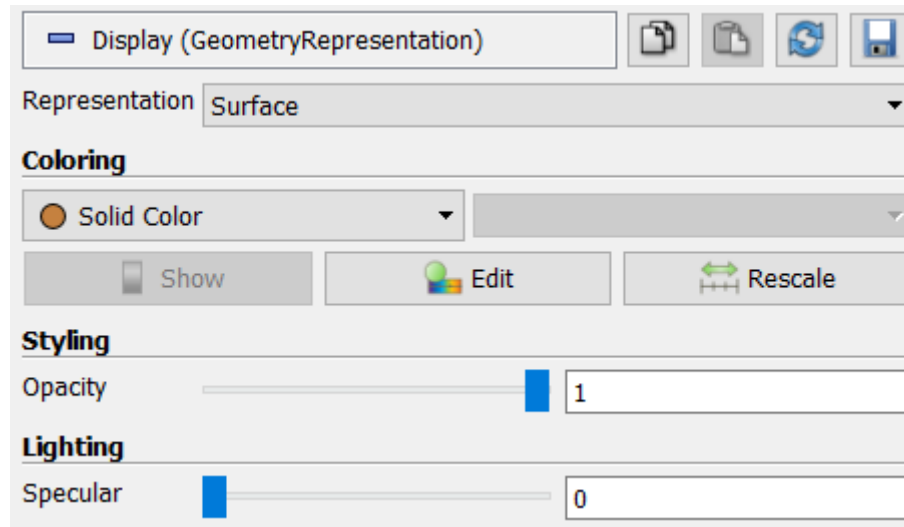 Display (GeometryRepresentation)
Representation Surface
Coloring
Solid Color
Show Edit Rescale
Styling
Opacity 1
Lighting
Specular 0